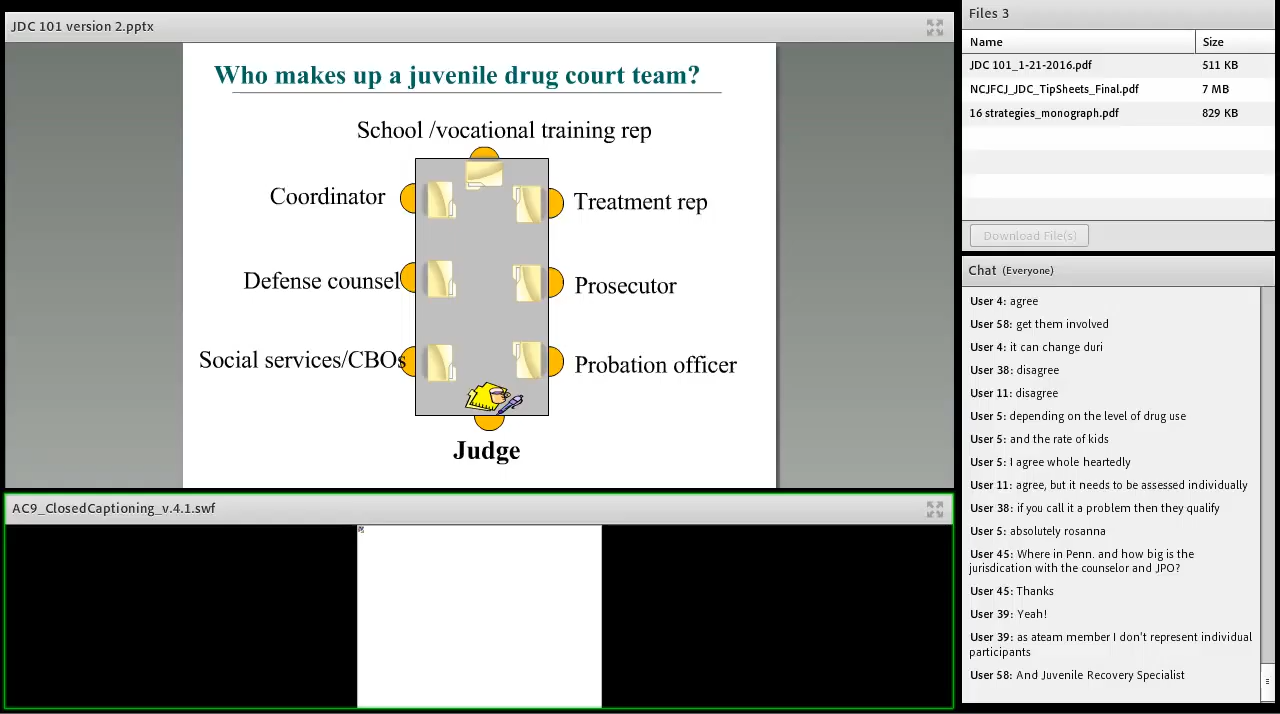 JDC 101 version 2.pptx
Who makes up a juvenile drug court team?
School /vocational training rep
Coordinator
Treatment rep
Defense counsel
Prosecutor
Social services/CBOs
Probation officer
Judge
AC9_ClosedCaptioning_v.4.1.swf
Files 3
Name Size
JDC 101_1-21-2016.pdf 511 KB
NCJFCJ_JDC_TipSheets_Final.pdf 7 MB
16 strategies_monograph.pdf 829 KB
Download File(s)
Chat (Everyone)
User 4: agree
User 58: get them involved
User 4: it can change duri
User 38: disagree
User 11: disagree
User 5: depending on the level of drug use
User 5: and the rate of kids
User 5: I agree whole heartedly
User 11: agree, but it needs to be assessed individually
User 38: if you call it a problem then they qualify
User 5: absolutely rosanna
User 45: Where in Penn. and how big is the
jurisdication with the counselor and JPO?
User 45: Thanks
User 39: Yeah!
User 39: as ateam member I don't represent individual
participants
User 58: And Juvenile Recovery Specialist